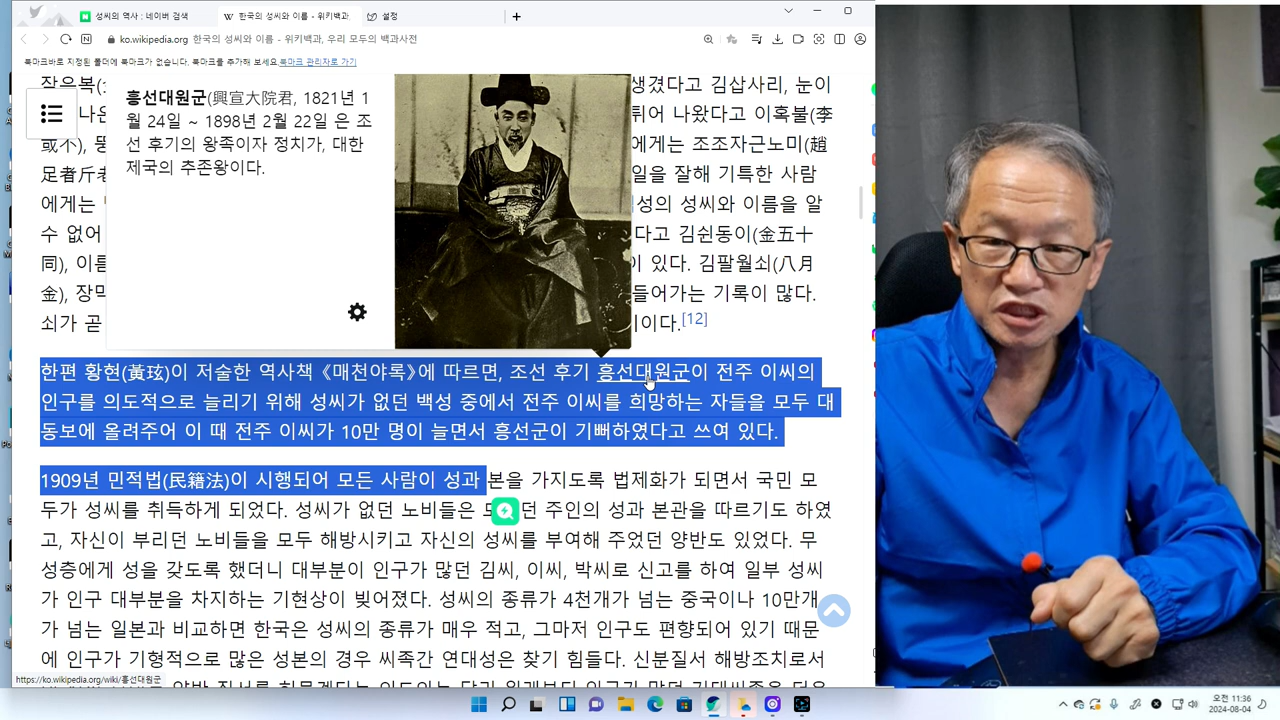 성씨의 역사 : 네이버 검색
W 한국의 성씨와 이름 - 위키백과
설정
ko.wikipedia.org 한국의 성씨와 이름 - 위키백과, 우리 모두의 백과사전
북마크바로 지정된 폴더에 북마크가 없습니다. 북마크를 추가해 보세요. 북마크 관리자로 가기
생겼다고 김삽사리, 눈이
튀어 나왔다고 이혹불(李
或不),
에게는 조조자근노미(趙
足者斤
일을 잘해 기특한 사람
에게는
성의 성씨와 이름을 알
수 없어
다고 김쉰동이(金五十
同), 이름
이 있다. 김팔월쇠(八月
金), 장막
들어가는 기록이 많다.
쇠가 곧
이다.[12]
흥선대원군(興宣大院君, 1821년 1
월 24일 ~ 1898년 2월 22일 은 조
선 후기의 왕족이자 정치가, 대한
제국의 추존왕이다.
한편 황현(黃玹)이 저술한 역사책 《매천야록》에 따르면, 조선 후기 흥선대원군이 전주 이씨의
인구를 의도적으로 늘리기 위해 성씨가 없던 백성 중에서 전주 이씨를 희망하는 자들을 모두 대
동보에 올려주어 이 때 전주 이씨가 10만 명이 늘면서 흥선군이 기뻐하였다고 쓰여 있다.
1909년 민적법(民籍法)이 시행되어 모든 사람이 성과 본을 가지도록 법제화가 되면서 국민 모
두가 성씨를 취득하게 되었다. 성씨가 없던 노비들은 던 주인의 성과 본관을 따르기도 하였
고, 자신이 부리던 노비들을 모두 해방시키고 자신의 성씨를 부여해 주었던 양반도 있었다. 무
성층에게 성을 갖도록 했더니 대부분이 인구가 많던 김씨, 이씨, 박씨로 신고를 하여 일부 성씨
가 인구 대부분을 차지하는 기현상이 빚어졌다. 성씨의 종류가 4천개가 넘는 중국이나 10만개
가 넘는 일본과 비교하면 한국은 성씨의 종류가 매우 적고, 그마저 인구도 편향되어 있기 때문
에 인구가 기형적으로 많은 성본의 경우 씨족간 연대성은 찾기 힘들다. 신분질서 해방조치로서
https://ko.wikipedia.org/wiki/흥선대원군
오전 11:36
2024-08-04